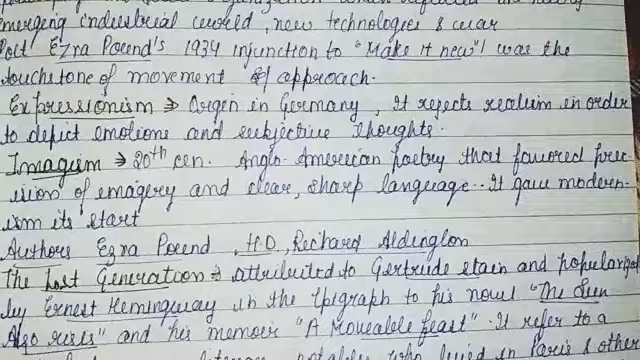 emerging industrial world, new technologies & war
Poet Ezra Pound's 1934 injunction to "Make it new"! was the
touchstone of movement of approach.
Expressionism → Origin in Germany, It rejects realism in order
to depict emotions and subjective thoughts.
Imagism → 20th cen. Anglo-American poetry that favored prec
ision of imagery and clear, sharp language. It gave modern-
ism its start
Authors Ezra Pound, H.D, Richard Aldington
The Lost Generation → attributed to Gertrude Stain and popularized
by Ernest Hemingway in the Epigraph to his novel "The Sun
Also rises" and his memoir "A Moveable feast". It refer to a
notables who lived in Paris & other